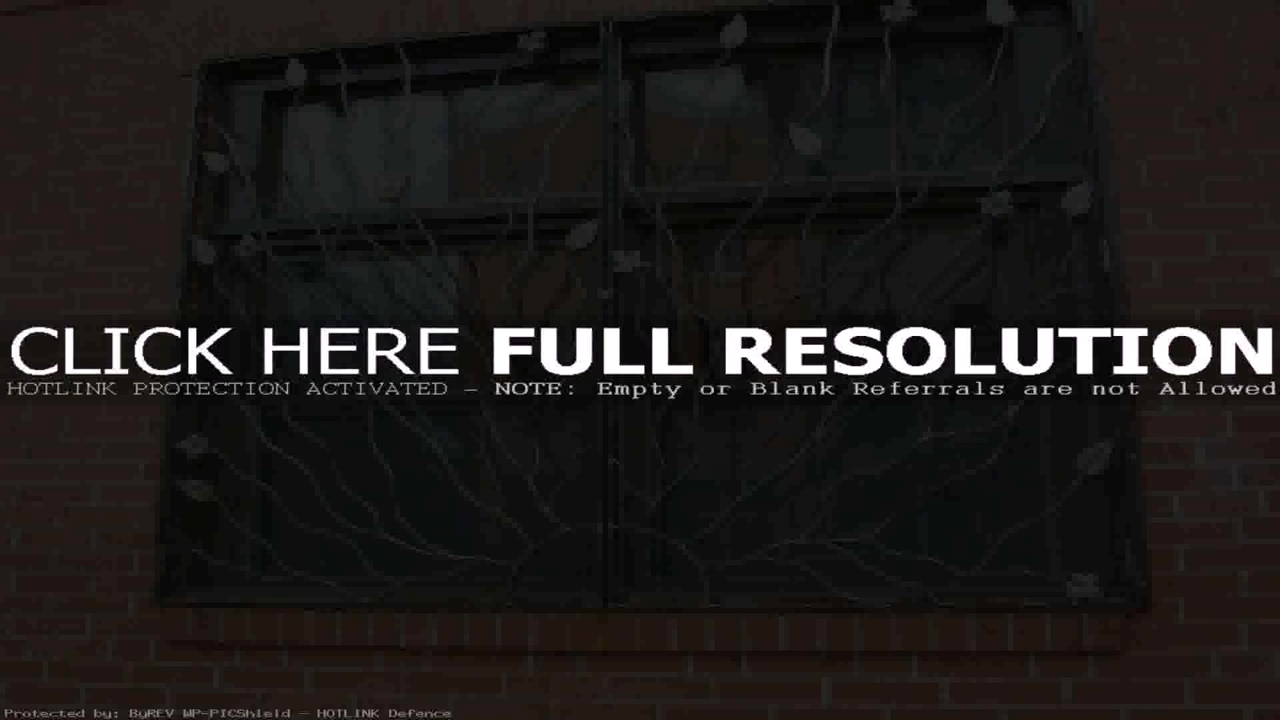 CLICK HERE FULL RESOLUTION
HOTLINK PROTECTION ACTIVATED – NOTE: Empty or Blank Referrals are not Allowed
Protected by: ByREV WP-PICShield – HOTLINK Defence